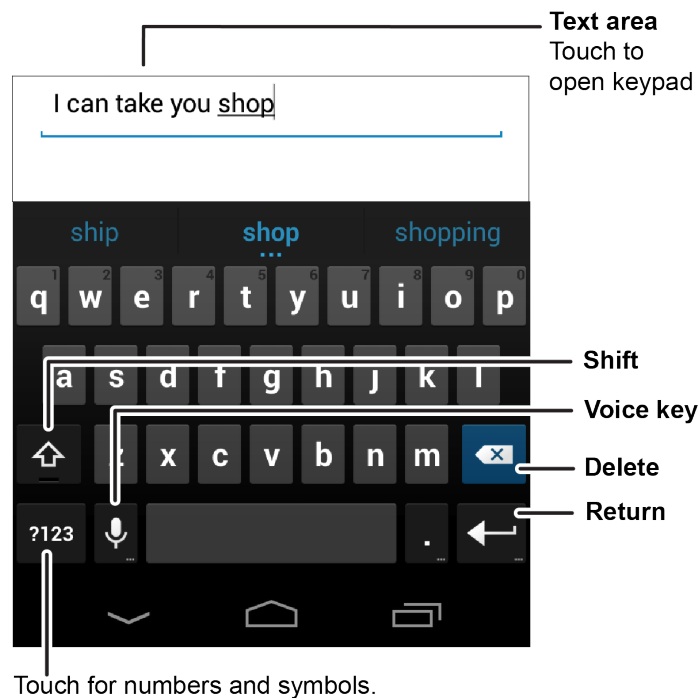 Text area
Touch to
open keypad
I can take you shop
ship shop shopping
1 2 3 4 5 6 7 8 9 0
q w e r t y u i o p
a s d f g h j k l
Shift
Voice key
z x c v b n m
Delete
Return
?123 . ...
Touch for numbers and symbols.